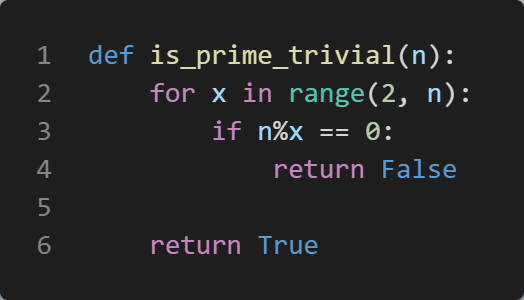 1 def is_prime_trivial(n):
2     for x in range(2, n):
3         if n%x == 0:
4             return False
5
6     return True